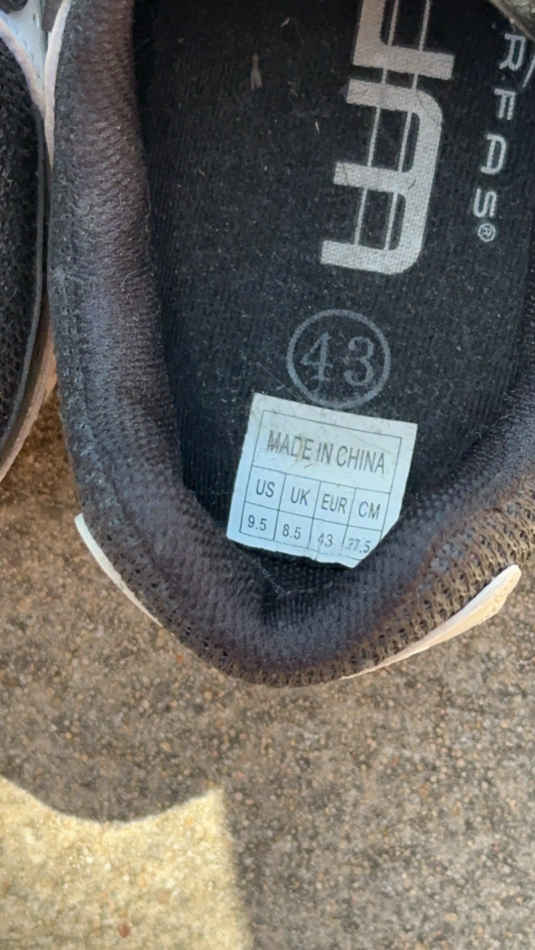 RFAS®
43
MADE IN CHINA
US UK EUR CM
9.5 8.5 43 27.5